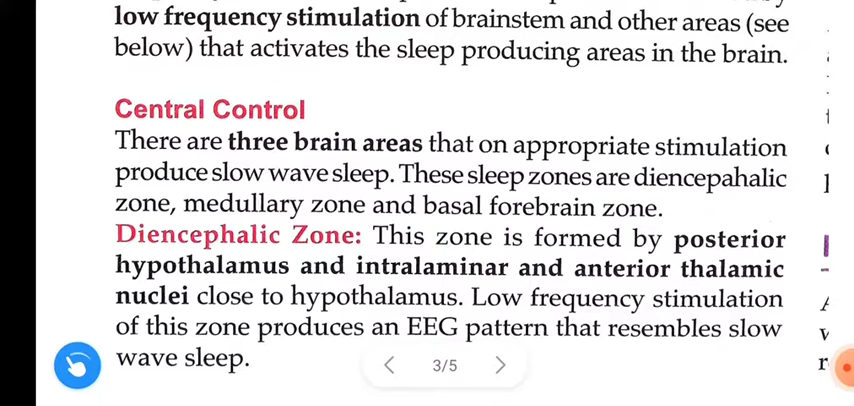 low frequency stimulation of brainstem and other areas (see
below) that activates the sleep producing areas in the brain.
Central Control
There are three brain areas that on appropriate stimulation
produce slow wave sleep. These sleep zones are diencepahalic
zone, medullary zone and basal forebrain zone.
Diencephalic Zone: This zone is formed by posterior
hypothalamus and intralaminar and anterior thalamic
nuclei close to hypothalamus. Low frequency stimulation
of this zone produces an EEG pattern that resembles slow
wave sleep.
3/5